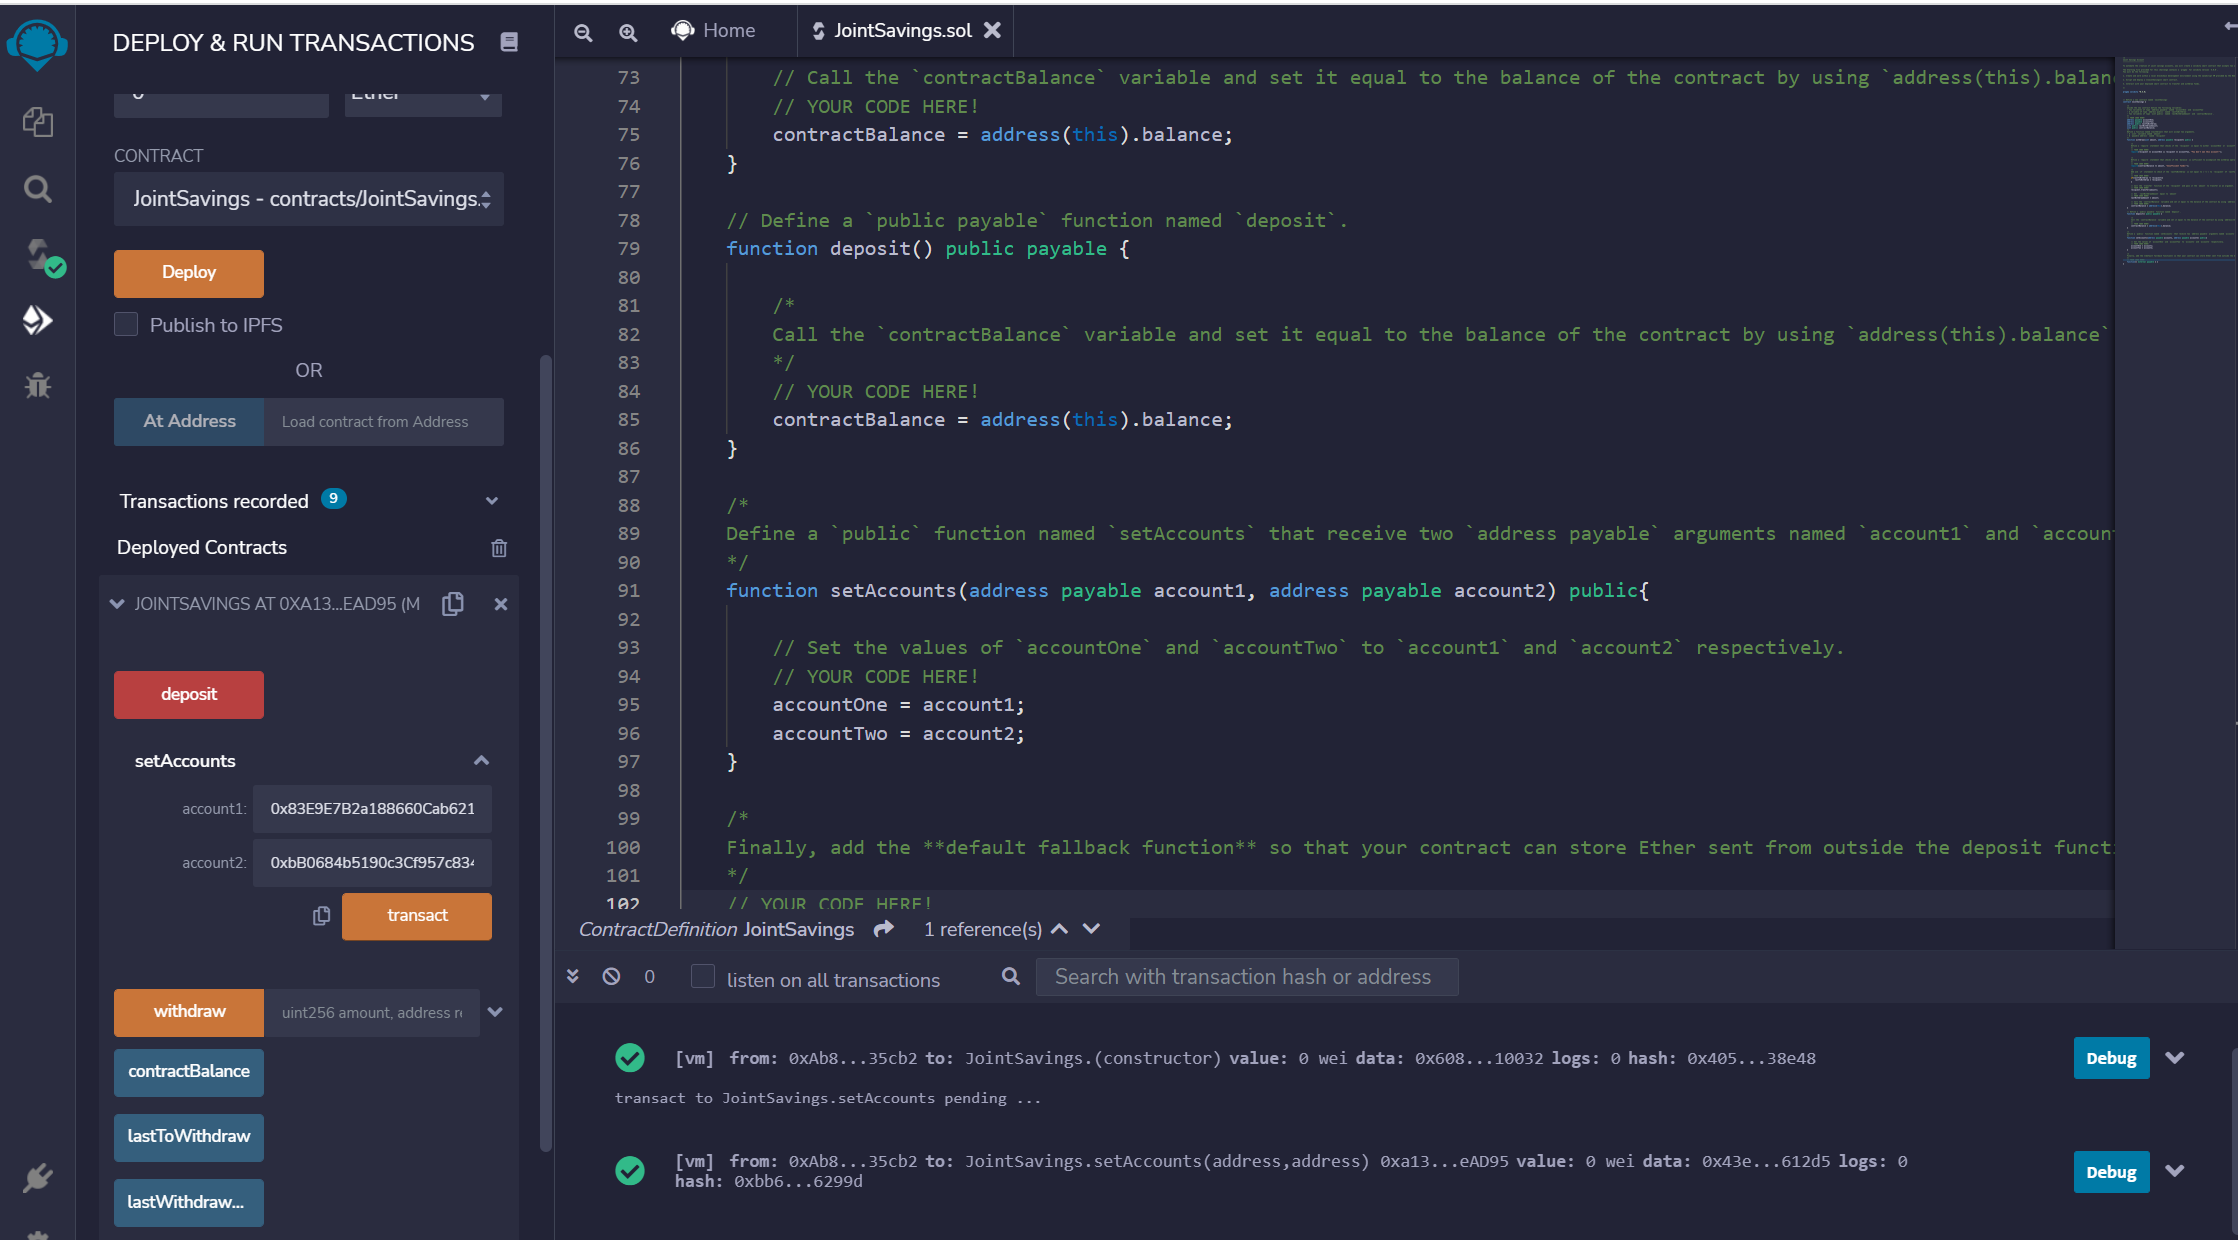 DEPLOY & RUN TRANSACTIONS
Ether
CONTRACT
JointSavings - contracts/JointSavings.
Deploy
Publish to IPFS
OR
At Address
Load contract from Address
Transactions recorded 9
Deployed Contracts
JOINTSAVINGS AT 0XA13...EAD95 (M
deposit
setAccounts
account1: 0x83E9E7B2a188660Cab621
account2: 0xbB0684b5190c3Cf957c834
transact
withdraw
uint256 amount, address re
contractBalance
lastToWithdraw
lastWithdraw...
Home
JointSavings.sol
73 // Call the `contractBalance` variable and set it equal to the balance of the contract by using `address(this).balan
74 // YOUR CODE HERE!
75 contractBalance = address(this).balance;
76 }
77
78 // Define a `public payable` function named `deposit`.
79 function deposit() public payable {
80
81 /*
82 Call the `contractBalance` variable and set it equal to the balance of the contract by using `address(this).balance`
83 */
84 // YOUR CODE HERE!
85 contractBalance = address(this).balance;
86 }
87
88 /*
89 Define a `public` function named `setAccounts` that receive two `address payable` arguments named `account1` and `accoun
90 */
91 function setAccounts(address payable account1, address payable account2) public{
92
93 // Set the values of `accountOne` and `accountTwo` to `account1` and `account2` respectively.
94 // YOUR CODE HERE!
95 accountOne = account1;
96 accountTwo = account2;
97 }
98
99 /*
100 Finally, add the **default fallback function** so that your contract can store Ether sent from outside the deposit funct
101 */
102 // YOUR CODE HERE!
ContractDefinition JointSavings
1 reference(s)
0
listen on all transactions
Search with transaction hash or address
[vm] from: 0xAb8...35cb2 to: JointSavings.(constructor) value: 0 wei data: 0x608...10032 logs: 0 hash: 0x405...38e48
Debug
transact to JointSavings.setAccounts pending ...
[vm] from: 0xAb8...35cb2 to: JointSavings.setAccounts(address,address) 0xa13...eAD95 value: 0 wei data: 0x43e...612d5 logs: 0
hash: 0xbb6...6299d
Debug